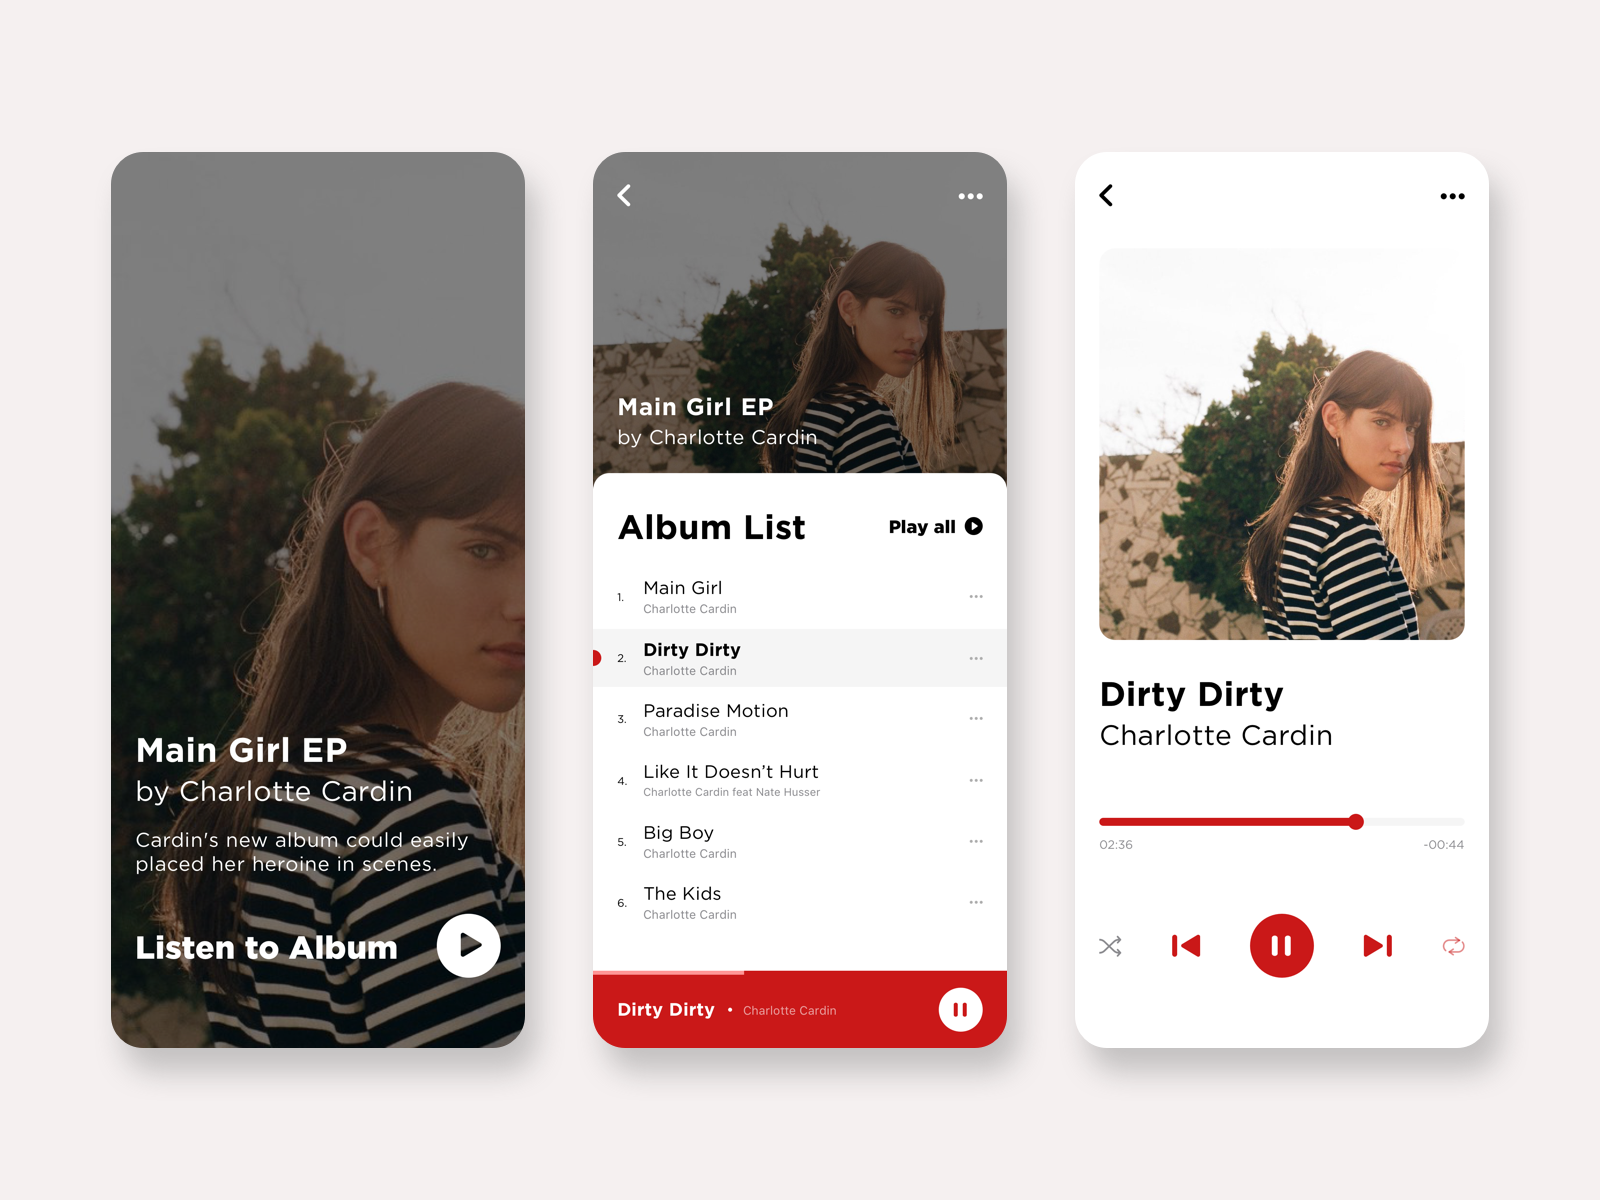 Main Girl EP
by Charlotte Cardin
Cardin's new album could easily
placed her heroine in scenes.
Listen to Album
Main Girl EP
by Charlotte Cardin
Album List
Play all
1. Main Girl
Charlotte Cardin
2. Dirty Dirty
Charlotte Cardin
3. Paradise Motion
Charlotte Cardin
4. Like It Doesn’t Hurt
Charlotte Cardin feat Nate Husser
5. Big Boy
Charlotte Cardin
6. The Kids
Charlotte Cardin
Dirty Dirty • Charlotte Cardin
Dirty Dirty
Charlotte Cardin
02:36
-00:44